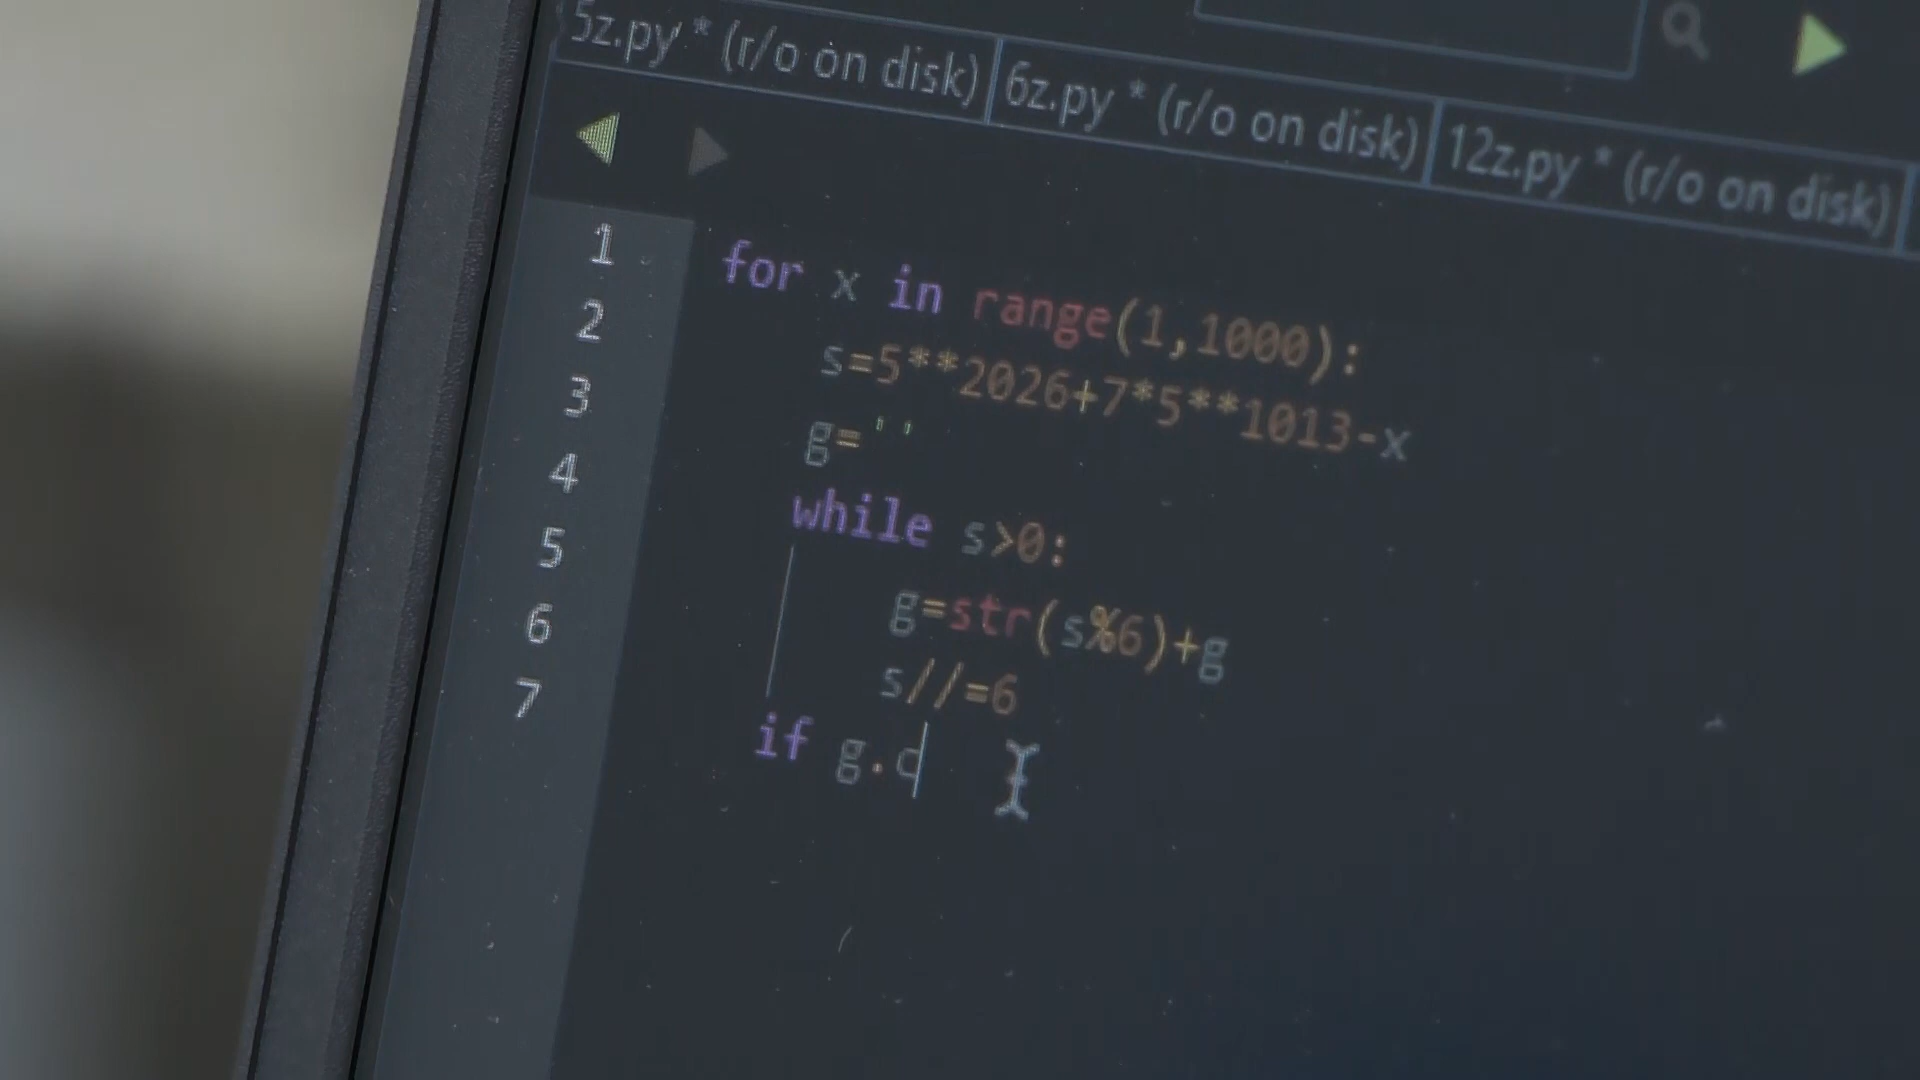 5z.py * (r/o on disk) 6z.py * (r/o on disk) 12z.py * (r/o on disk)
1 for x in range(1,1000):
2 s=5**2026+7*5**1013-x
3 g=''
4 while s>0:
5 g=str(s%6)+g
6 s//=6
7 if g.c